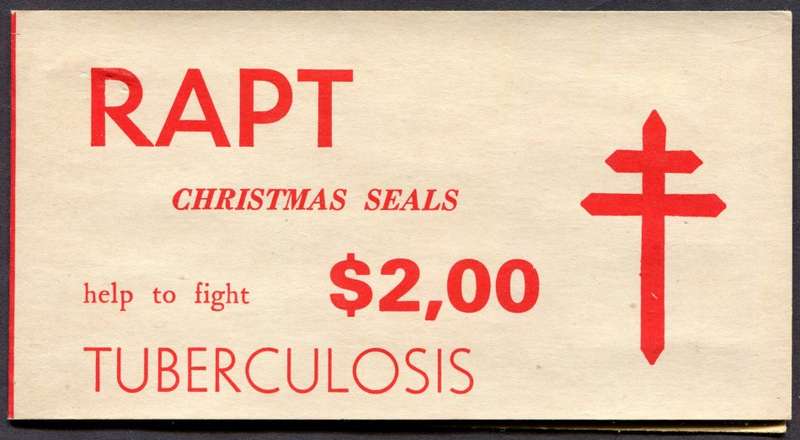 RAPT
CHRISTMAS SEALS
help to fight $2,00
TUBERCULOSIS